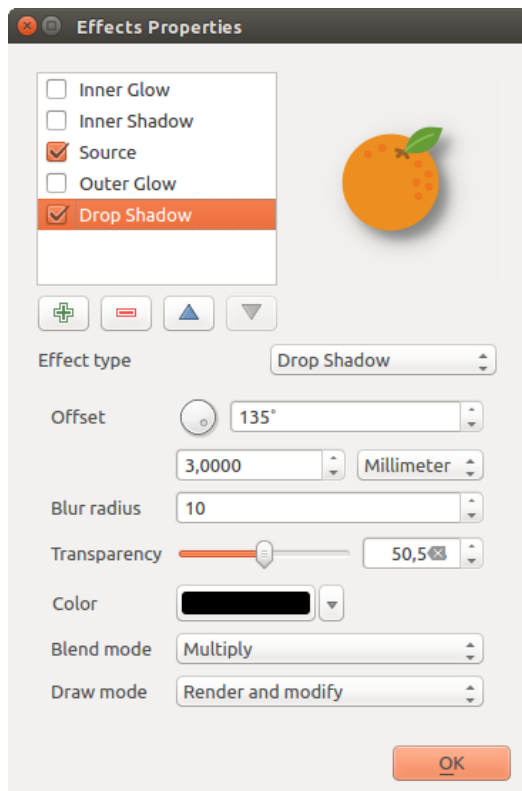 Effects Properties
Inner Glow
Inner Shadow
Source
Outer Glow
Drop Shadow
Effect type Drop Shadow
Offset 135°
3,0000 Millimeter
Blur radius 10
Transparency 50,5
Color
Blend mode Multiply
Draw mode Render and modify
OK